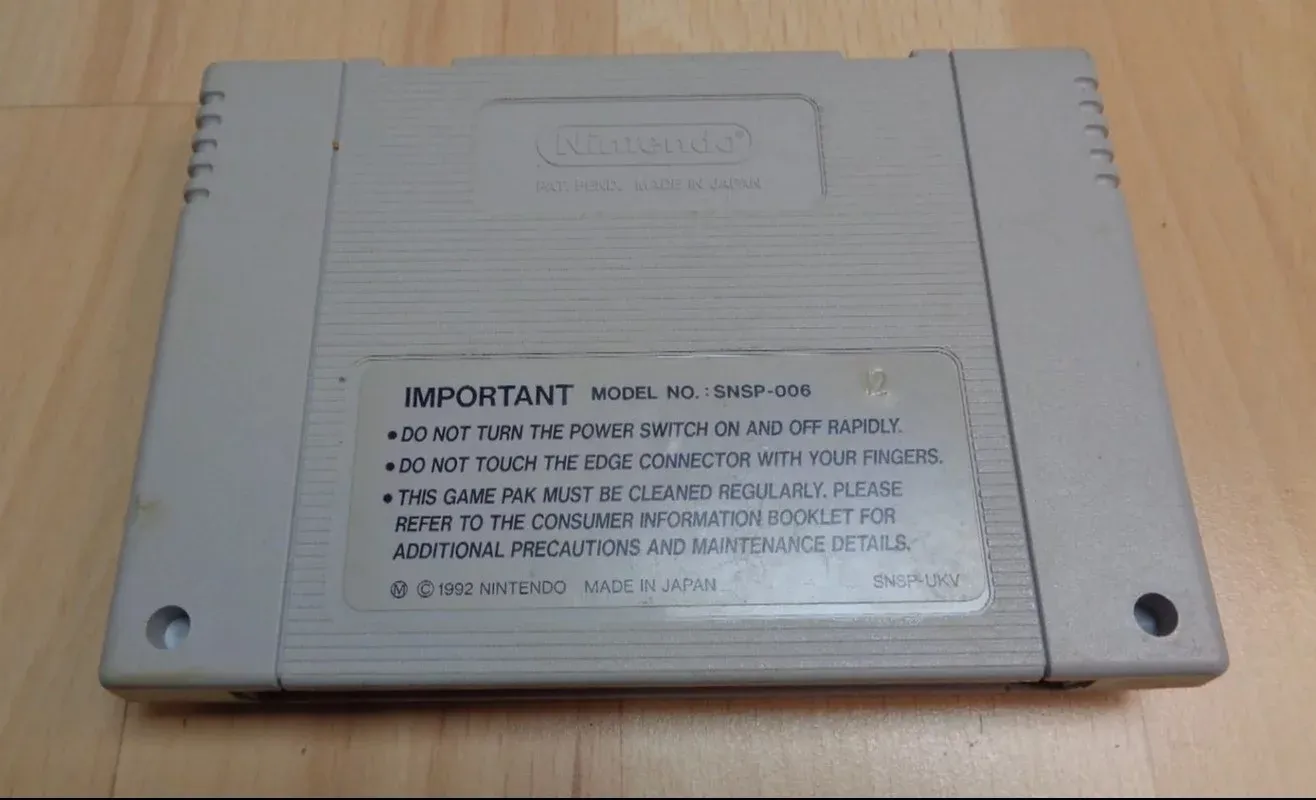 Nintendo®
PAT. PEND. MADE IN JAPAN
IMPORTANT MODEL NO.:SNSP-006 12
•DO NOT TURN THE POWER SWITCH ON AND OFF RAPIDLY.
•DO NOT TOUCH THE EDGE CONNECTOR WITH YOUR FINGERS.
•THIS GAME PAK MUST BE CLEANED REGULARLY. PLEASE
REFER TO THE CONSUMER INFORMATION BOOKLET FOR
ADDITIONAL PRECAUTIONS AND MAINTENANCE DETAILS.
Ⓜ ©1992 NINTENDO MADE IN JAPAN SNSP-UKV